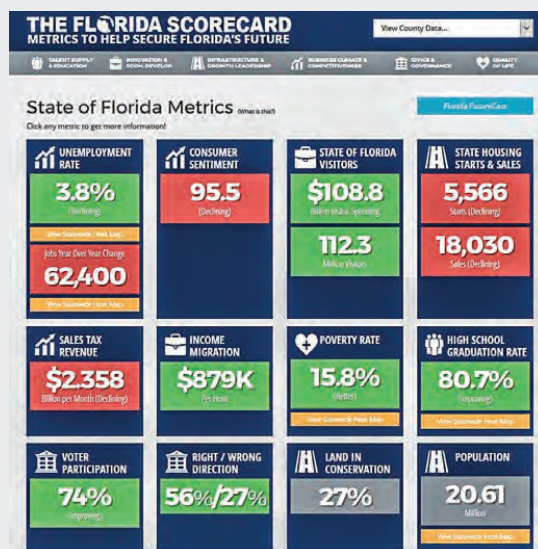 THE FLORIDA SCORECARD
METRICS TO HELP SECURE FLORIDA'S FUTURE
View County Data...
TALENT SUPPLY
& EDUCATION
INNOVATION &
ECON. DEVELOP
INFRASTRUCTURE &
GROWTH LEADERSHIP
BUSINESS CLIMATE &
COMPETITIVENESS
CIVICS &
GOVERNANCE
QUALITY
OF LIFE
State of Florida Metrics (What is this?)
Florida FutureCast
Click any metric to get more information!
UNEMPLOYMENT
RATE
3.8%
(Declining)
View Statewide Heat Map
Jobs Year Over Year Change
62,400
View Statewide Heat Map
CONSUMER
SENTIMENT
95.5
(Declining)
STATE OF FLORIDA
VISITORS
$108.8
Billion Visitor Spending
112.3
Million Visitors
STATE HOUSING
STARTS & SALES
5,566
Starts (Declining)
18,030
Sales (Declining)
SALES TAX
REVENUE
$2.358
Billion per Month (Declining)
INCOME
MIGRATION
$879K
Per Hour
POVERTY RATE
15.8%
(Better)
View Statewide Heat Map
HIGH SCHOOL
GRADUATION RATE
80.7%
(Improving)
View Statewide Heat Map
VOTER
PARTICIPATION
74%
(Improving)
RIGHT / WRONG
DIRECTION
56%/27%
LAND IN
CONSERVATION
27%
POPULATION
20.61
Million
View Statewide Heat Map